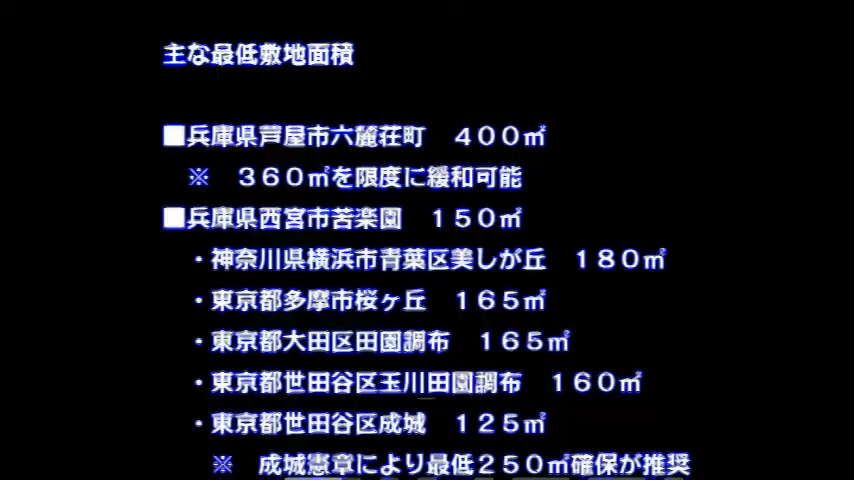 主な最低敷地面積
■兵庫県芦屋市六麓荘町　４００㎡
※　３６０㎡を限度に緩和可能
■兵庫県西宮市苦楽園　１５０㎡
・神奈川県横浜市青葉区美しが丘　１８０㎡
・東京都多摩市桜ヶ丘　１６５㎡
・東京都大田区田園調布　１６５㎡
・東京都世田谷区玉川田園調布　１６０㎡
・東京都世田谷区成城　１２５㎡
※　成城憲章により最低２５０㎡確保が推奨